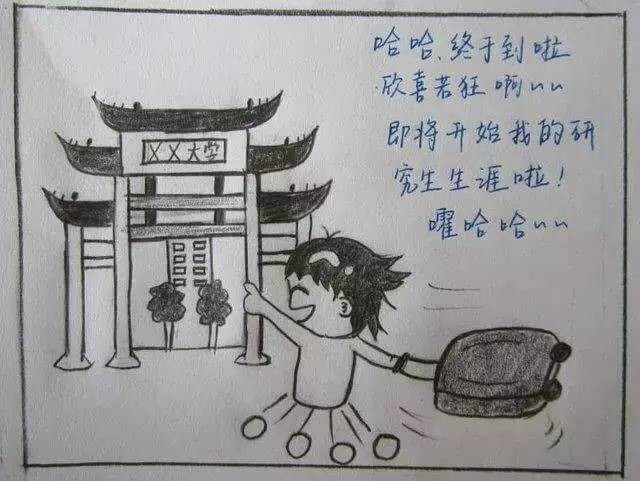 XX大学
哈哈、终于到啦
欣喜若狂啊~~
即将开始我的研
究生生涯啦！
嚯哈哈~~